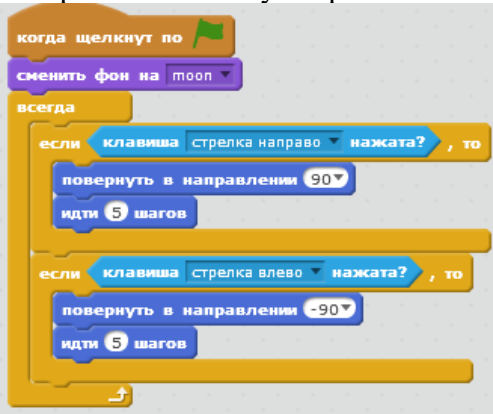 когда щелкнут по
сменить фон на moon
всегда
если клавиша стрелка направо нажата? , то
повернуть в направлении 90
идти 5 шагов
если клавиша стрелка влево нажата? , то
повернуть в направлении -90
идти 5 шагов